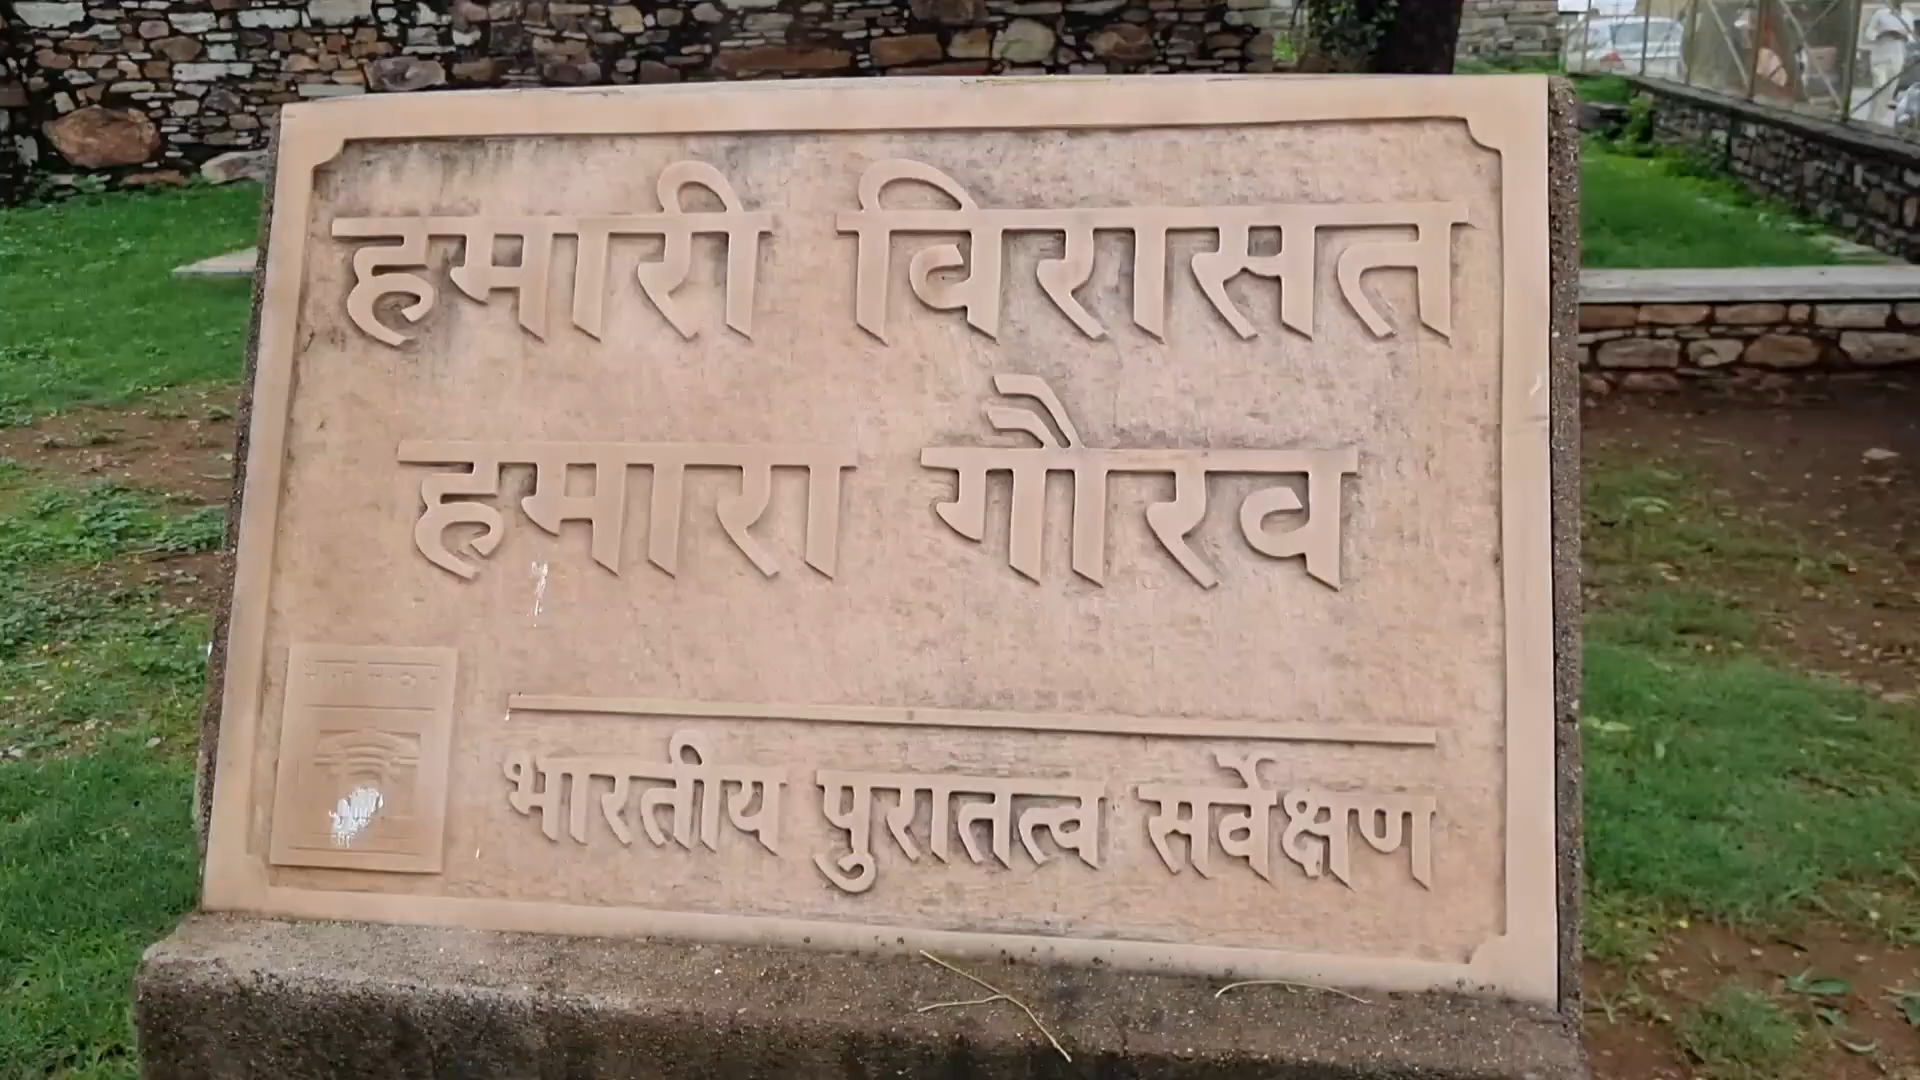 हमारी विरासत
हमारा गौरव
भारतीय पुरातत्व सर्वेक्षण